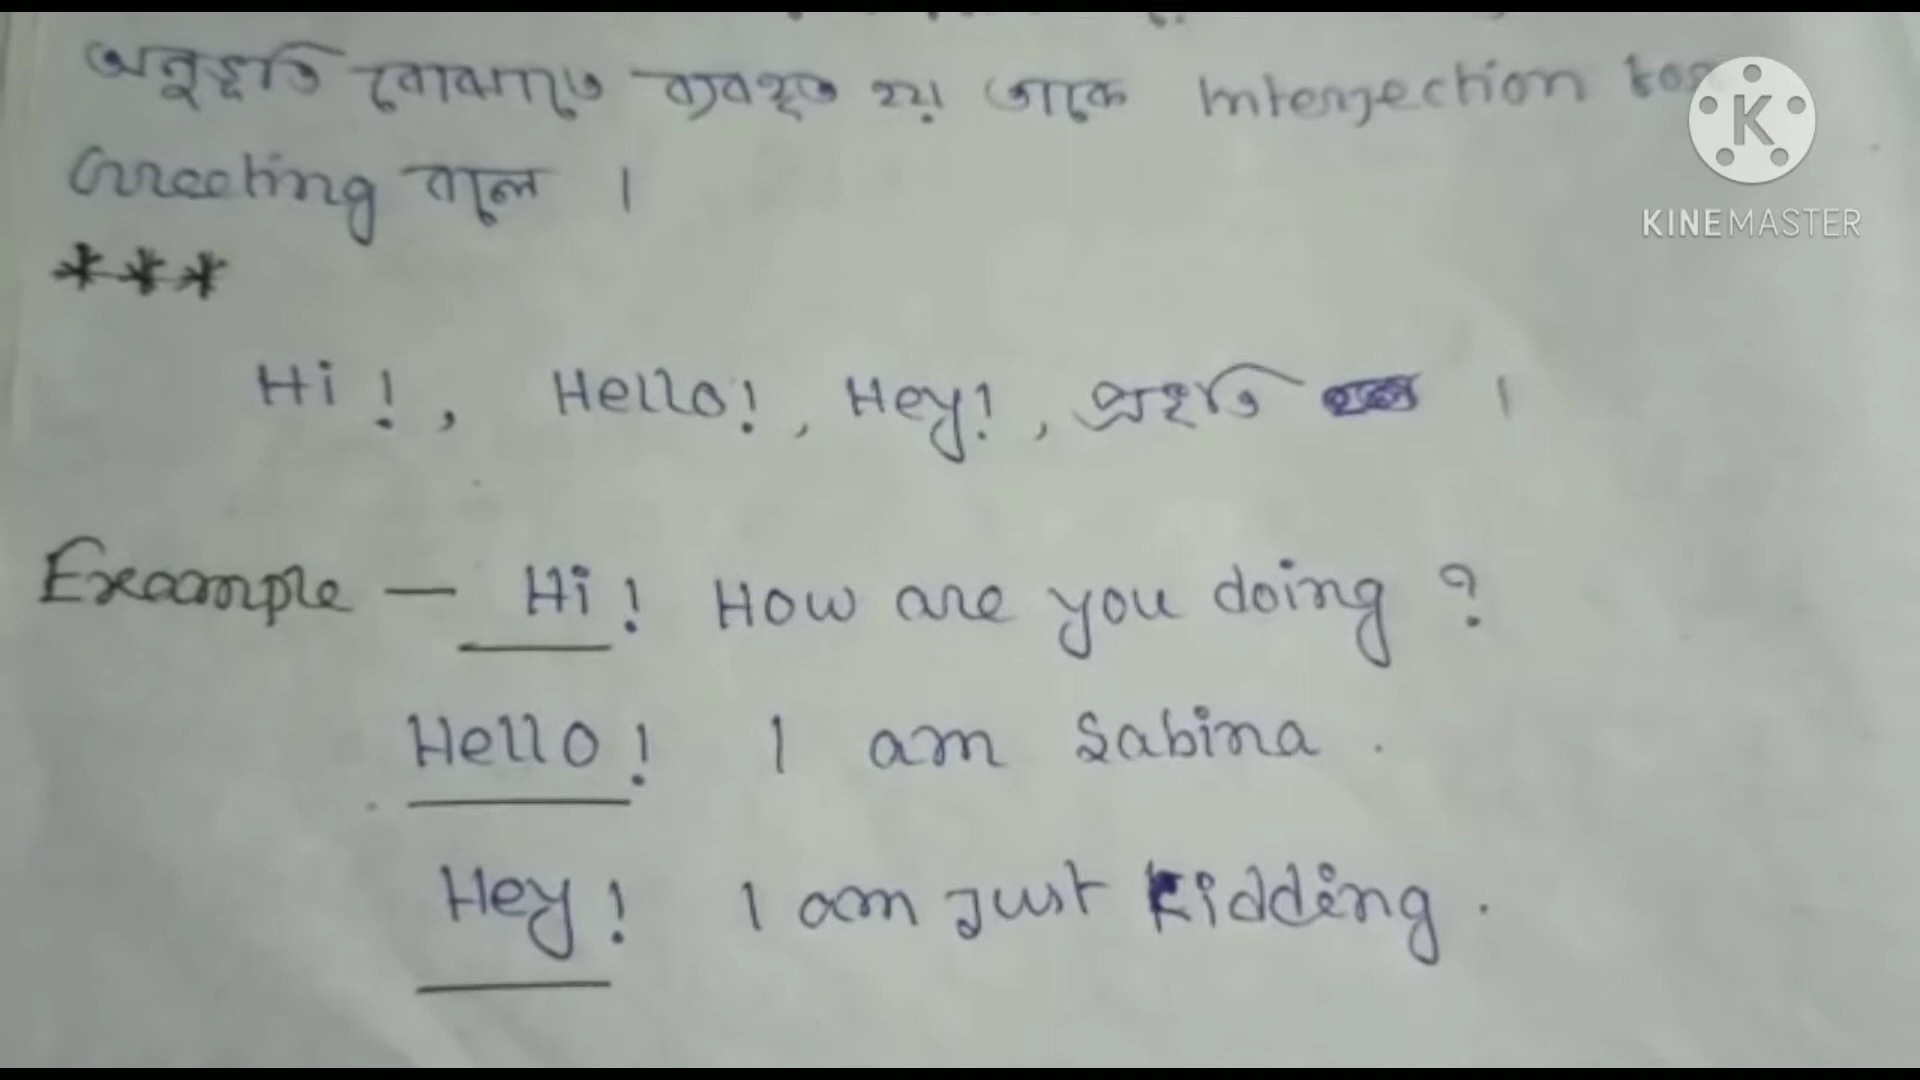 অনুভূতি বোঝাতে ব্যবহৃত হয় তাকে Interjection for
Greeting বলে ।
***
Hi !, Hello! , Hey! , প্রভৃতি ।
Example — Hi ! How are you doing ?
Hello ! I am Sabina .
Hey ! I am just kidding .
KINEMASTER